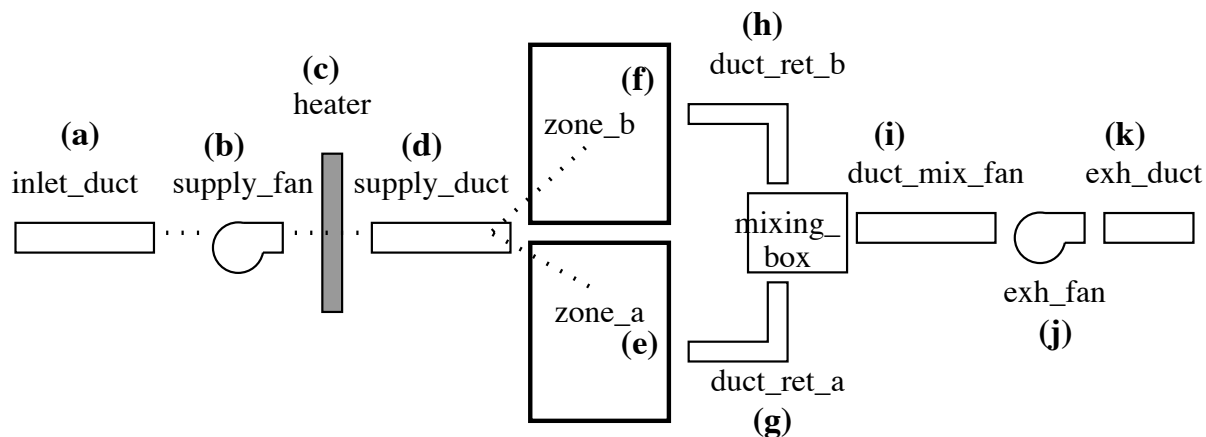 (a)
inlet_duct
(b)
supply_fan
(c)
heater
(d)
supply_duct
(f)
zone_b
zone_a
(e)
(h)
duct_ret_b
mixing_
box
duct_ret_a
(g)
(i)
duct_mix_fan
exh_fan
(j)
(k)
exh_duct